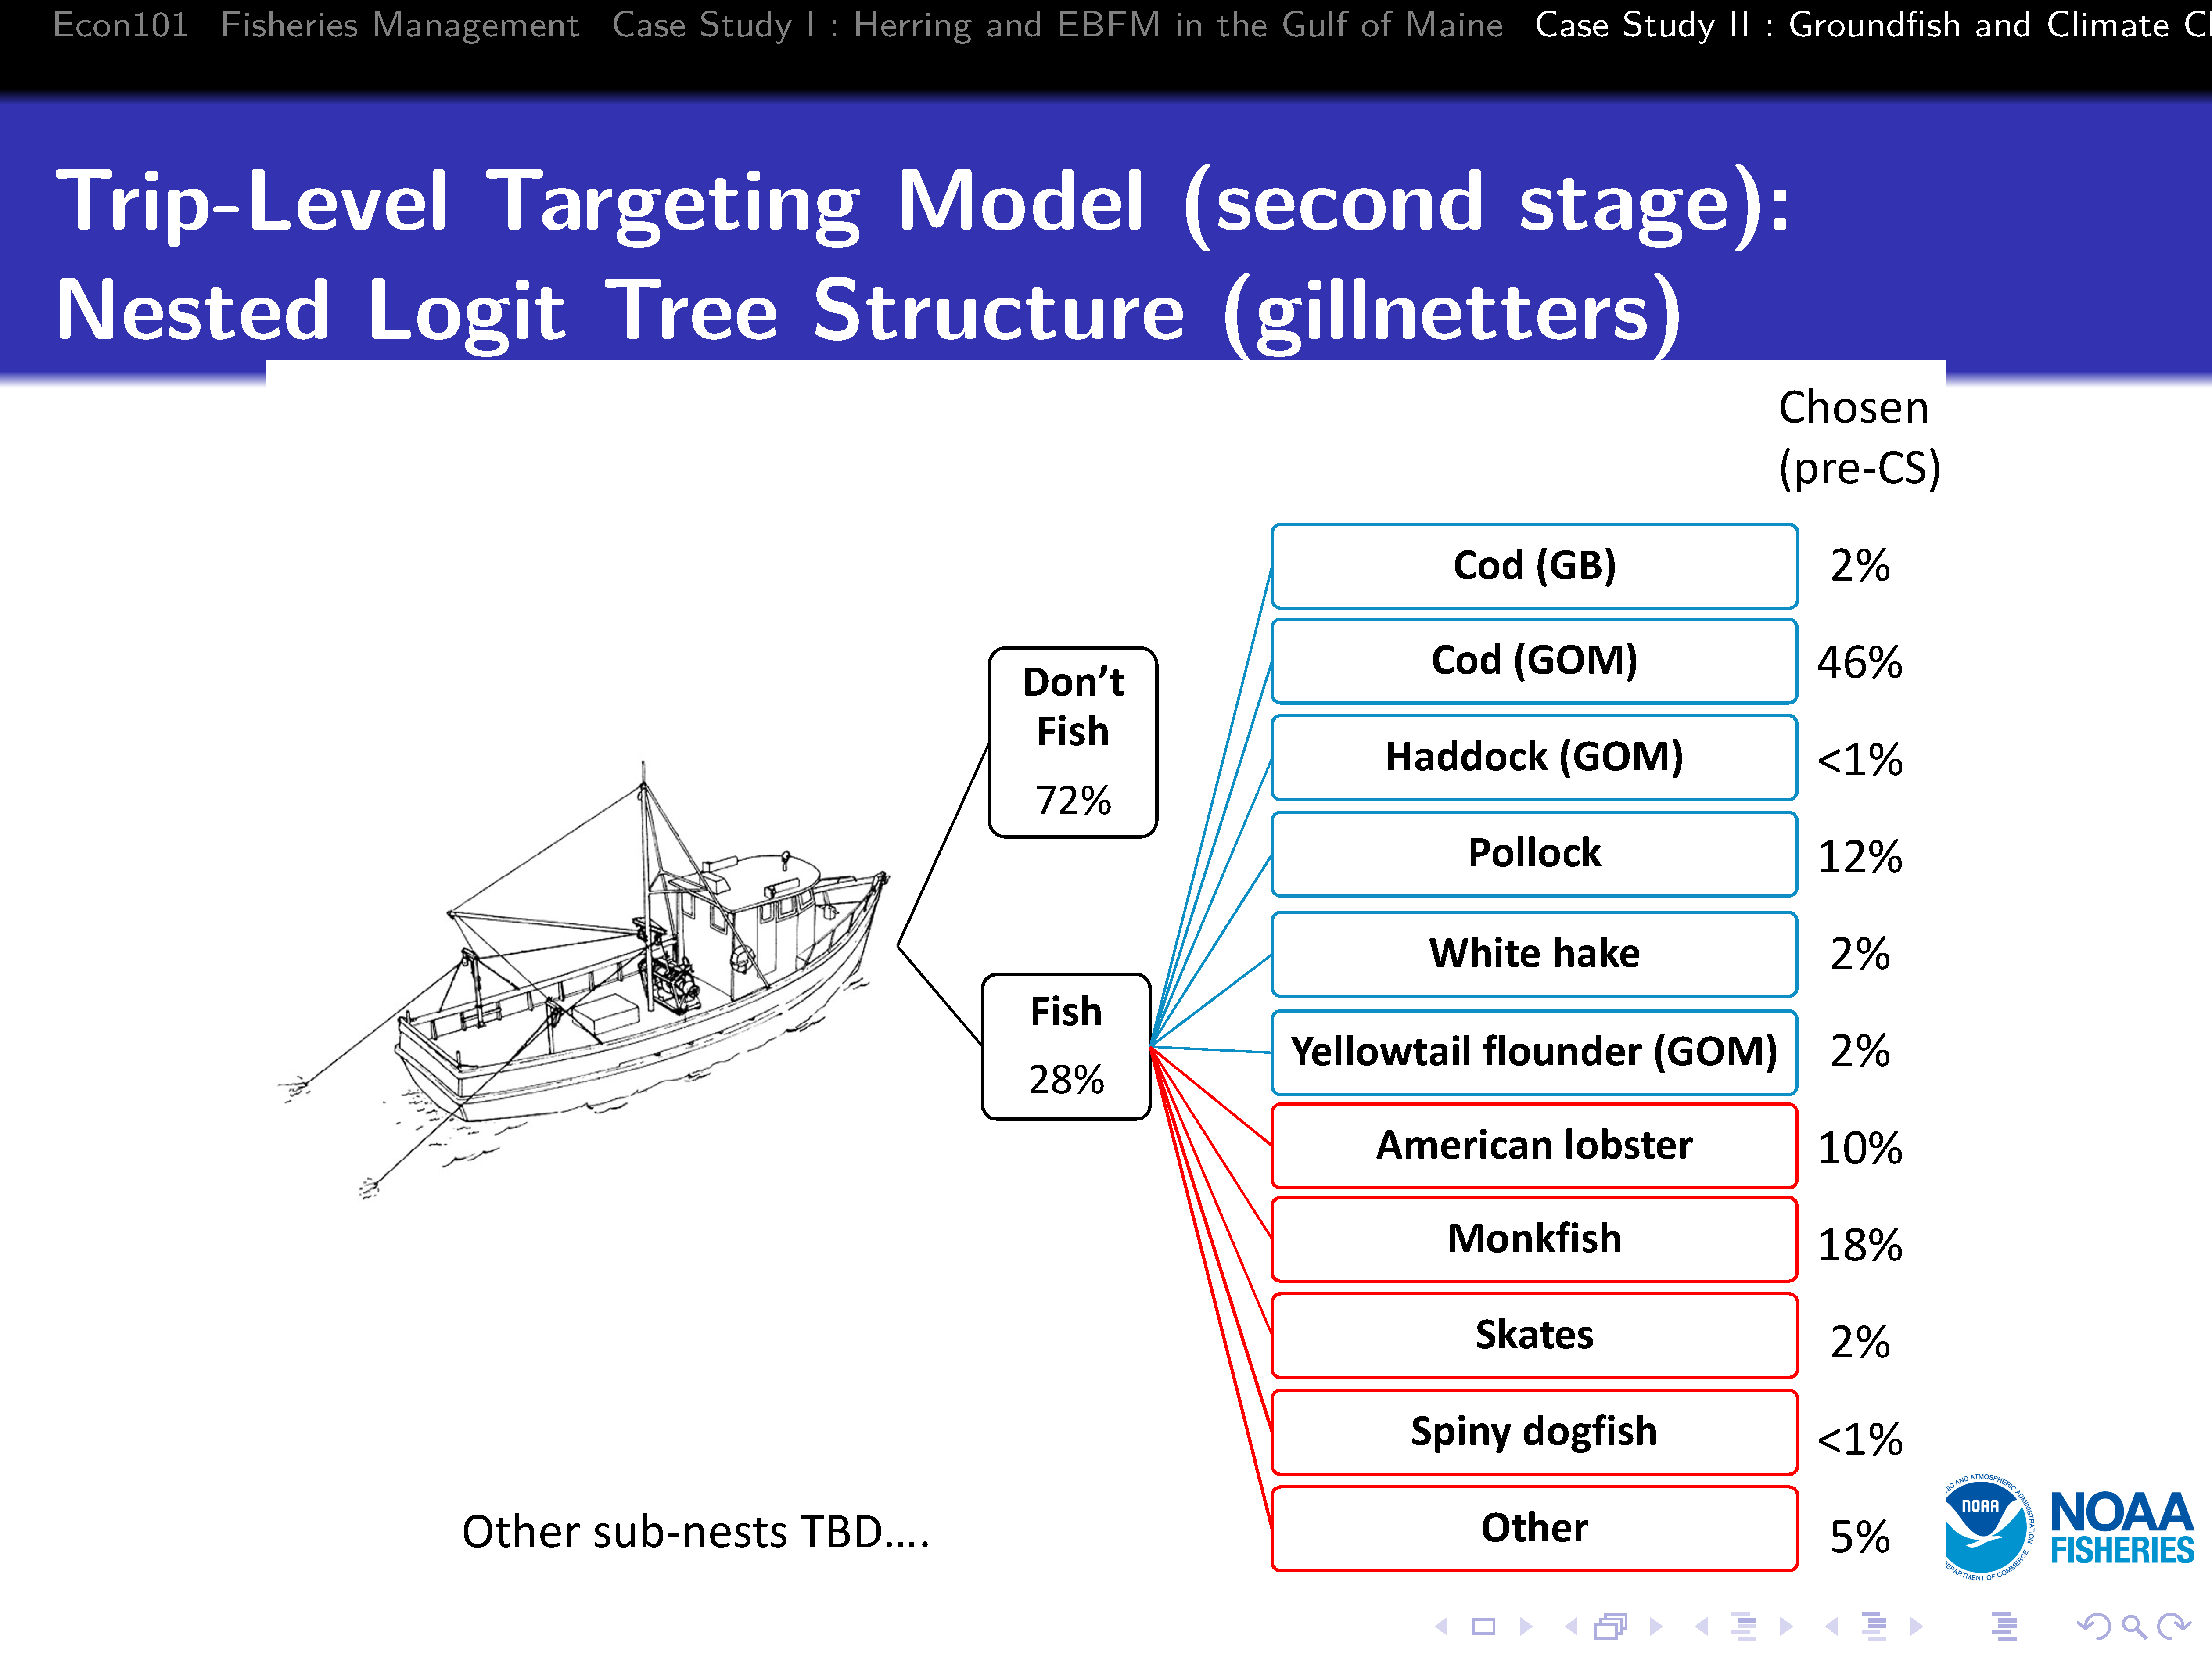 Econ101 Fisheries Management Case Study I : Herring and EBFM in the Gulf of Maine Case Study II : Groundfish and Climate
Trip-Level Targeting Model (second stage):
Nested Logit Tree Structure (gillnetters)
Chosen
(pre-CS)
Cod (GB) 2%
Cod (GOM) 46%
Haddock (GOM) <1%
Pollock 12%
White hake 2%
Yellowtail flounder (GOM) 2%
American lobster 10%
Monkfish 18%
Skates 2%
Spiny dogfish <1%
Other 5%
Don’t
Fish
72%
Fish
28%
Other sub-nests TBD....
NOAA
AND ATMOSPHERIC ADMINISTRATION
DEPARTMENT OF COMMERCE
NOAA
FISHERIES